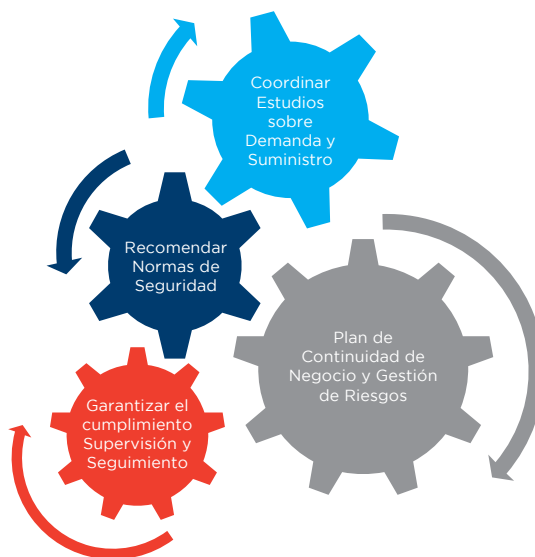 Coordinar
Estudios
sobre
Demanda y
Suministro
Recomendar
Normas de
Seguridad
Plan de
Continuidad de
Negocio y Gestión
de Riesgos
Garantizar el
cumplimiento
Supervisión y
Seguimiento